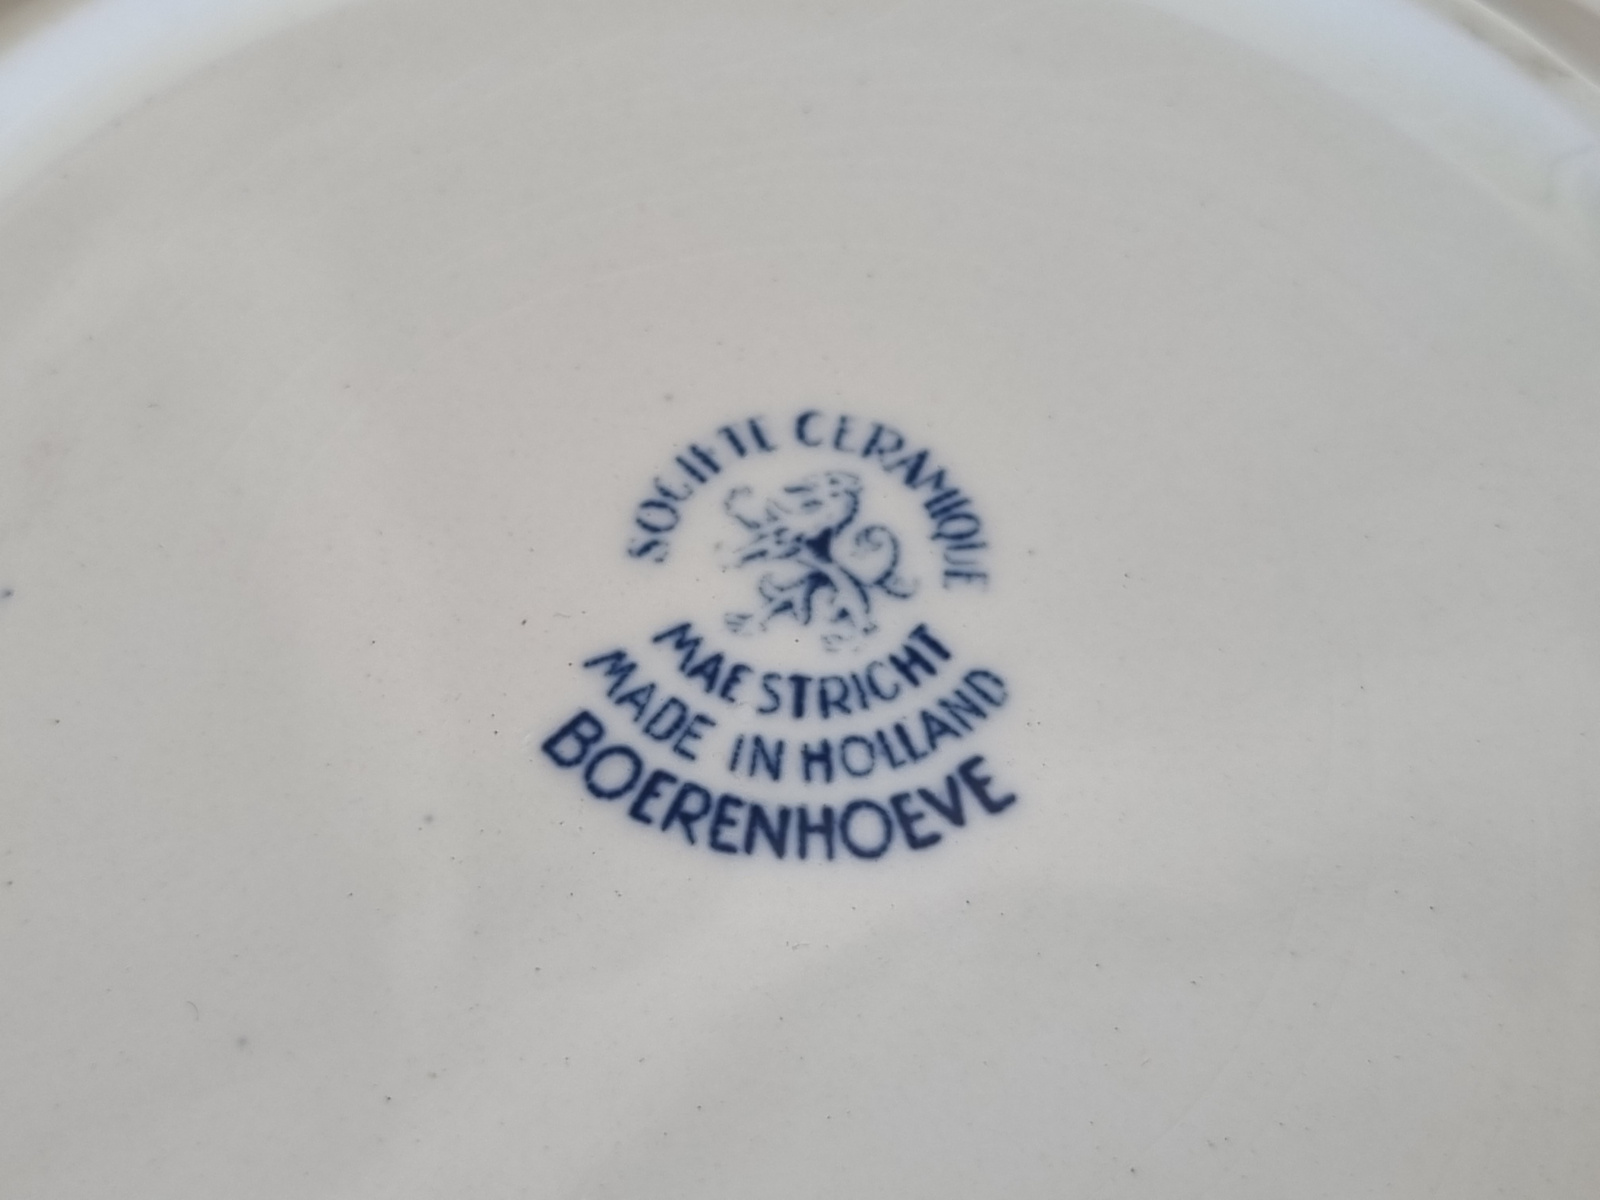 SOCIETE CERAMIQUE
MAESTRICHT
MADE IN HOLLAND
BOERENHOEVE